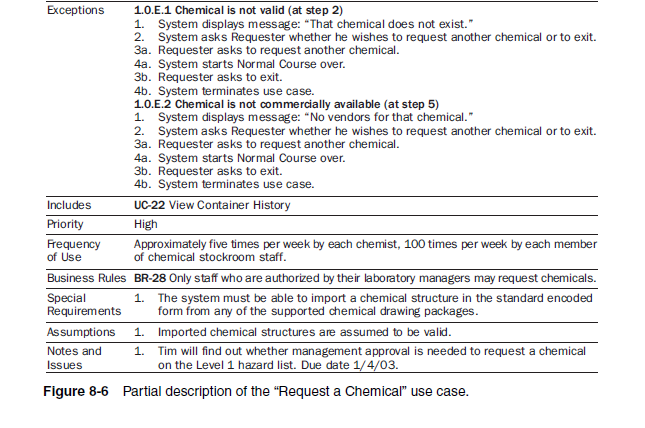 Exceptions 1.0.E.1 Chemical is not valid (at step 2)
1. System displays message: “That chemical does not exist.”
2. System asks Requester whether he wishes to request another chemical or to exit.
3a. Requester asks to request another chemical.
4a. System starts Normal Course over.
3b. Requester asks to exit.
4b. System terminates use case.
1.0.E.2 Chemical is not commercially available (at step 5)
1. System displays message: “No vendors for that chemical.”
2. System asks Requester whether he wishes to request another chemical or to exit.
3a. Requester asks to request another chemical.
4a. System starts Normal Course over.
3b. Requester asks to exit.
4b. System terminates use case.
Includes UC-22 View Container History
Priority High
Frequency Approximately five times per week by each chemist, 100 times per week by each member
of Use of chemical stockroom staff.
Business Rules BR-28 Only staff who are authorized by their laboratory managers may request chemicals.
Special 1. The system must be able to import a chemical structure in the standard encoded
Requirements form from any of the supported chemical drawing packages.
Assumptions 1. Imported chemical structures are assumed to be valid.
Notes and 1. Tim will find out whether management approval is needed to request a chemical
Issues on the Level 1 hazard list. Due date 1/4/03.
Figure 8-6 Partial description of the “Request a Chemical” use case.